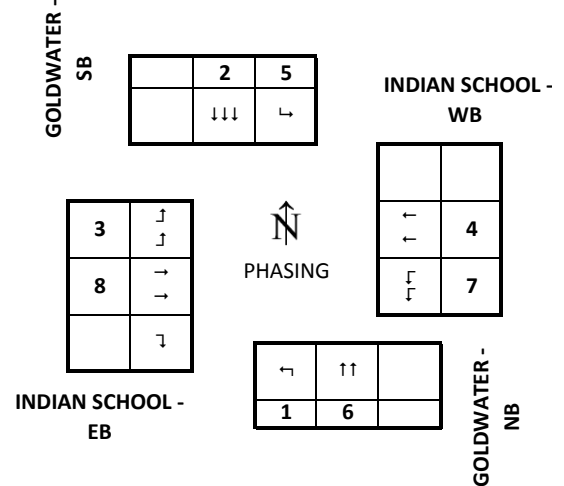 GOLDWATER -
SB
2 5
↓↓↓ ↳
INDIAN SCHOOL -
WB
← 
← 4
↲
↲ 7
3 ⮥
⮥
8 →
→
↴
N
PHASING
INDIAN SCHOOL -
EB
↰ ↑↑
1 6
GOLDWATER -
NB